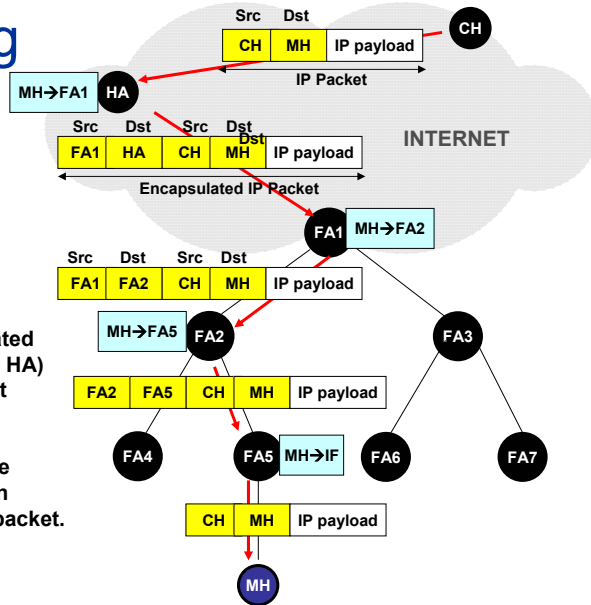 g
Src Dst
CH MH IP payload
IP Packet
CH
MH→FA1 HA
INTERNET
Src Dst Src Dst
Dst
FA1 HA CH MH IP payload
Encapsulated IP Packet
FA1 MH→FA2
Src Dst Src Dst
FA1 FA2 CH MH IP payload
MH→FA5 FA2
FA3
ated
HA)
t
FA2 FA5 CH MH IP payload
FA4
FA5 MH→IF
FA6
FA7
e
n
packet.
CH MH IP payload
MH